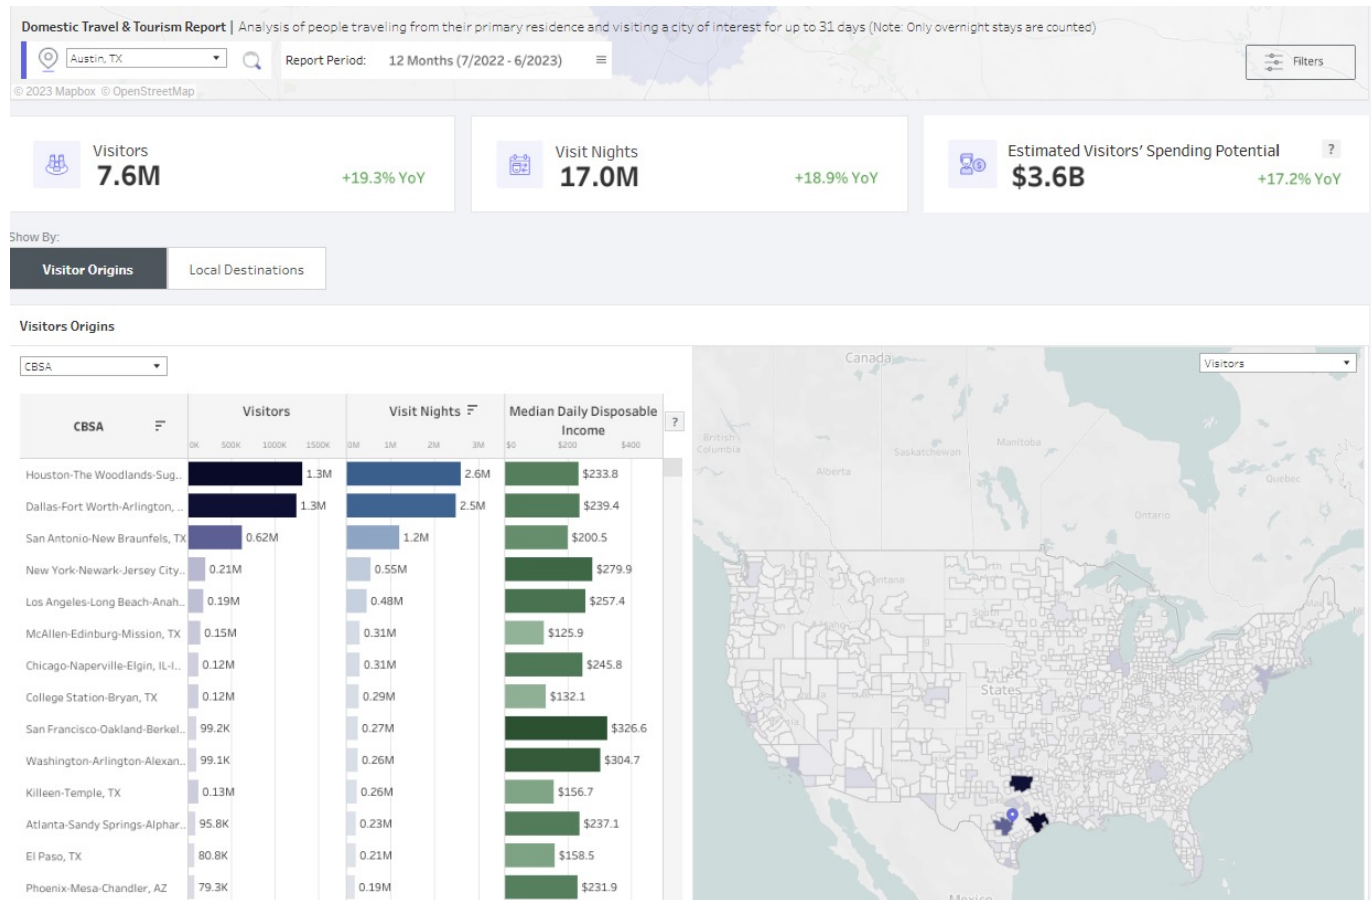 Domestic Travel & Tourism Report | Analysis of people traveling from their primary residence and visiting a city of interest for up to 31 days (Note: Only overnight stays are counted)
Austin, TX
Report Period: 12 Months (7/2022 - 6/2023)
Filters
© 2023 Mapbox © OpenStreetMap
Visitors
7.6M
+19.3% YoY
Visit Nights
17.0M
+18.9% YoY
Estimated Visitors' Spending Potential ?
$3.6B
+17.2% YoY
Show By:
Visitor Origins
Local Destinations
Visitors Origins
CBSA
CBSA
Visitors
0K 500K 1000K 1500K
Visit Nights
0M 1M 2M 3M
Median Daily Disposable
Income
$0 $200 $400
?
Houston-The Woodlands-Sug.. 1.3M 2.6M $233.8
Dallas-Fort Worth-Arlington, .. 1.3M 2.5M $239.4
San Antonio-New Braunfels, TX 0.62M 1.2M $200.5
New York-Newark-Jersey City.. 0.21M 0.55M $279.9
Los Angeles-Long Beach-Anah.. 0.19M 0.48M $257.4
McAllen-Edinburg-Mission, TX 0.15M 0.31M $125.9
Chicago-Naperville-Elgin, IL-I.. 0.12M 0.31M $245.8
College Station-Bryan, TX 0.12M 0.29M $132.1
San Francisco-Oakland-Berkel.. 99.2K 0.27M $326.6
Washington-Arlington-Alexan.. 99.1K 0.26M $304.7
Killeen-Temple, TX 0.13M 0.26M $156.7
Atlanta-Sandy Springs-Alphar.. 95.8K 0.23M $237.1
El Paso, TX 80.8K 0.21M $158.5
Phoenix-Mesa-Chandler, AZ 79.3K 0.19M $231.9
Visitors
Canada
British
Columbia
Alberta
Saskatchewan
Manitoba
Ontario
Quebec
States
Mexico